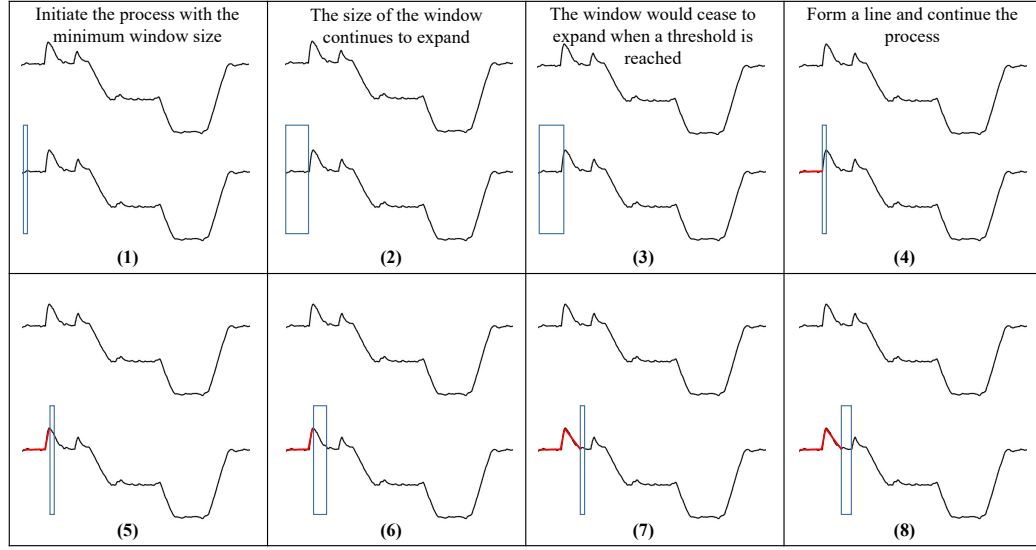 Initiate the process with the
minimum window size
(1)
The size of the window
continues to expand
(2)
The window would cease to
expand when a threshold is
reached
(3)
Form a line and continue the
process
(4)
(5)
(6)
(7)
(8)